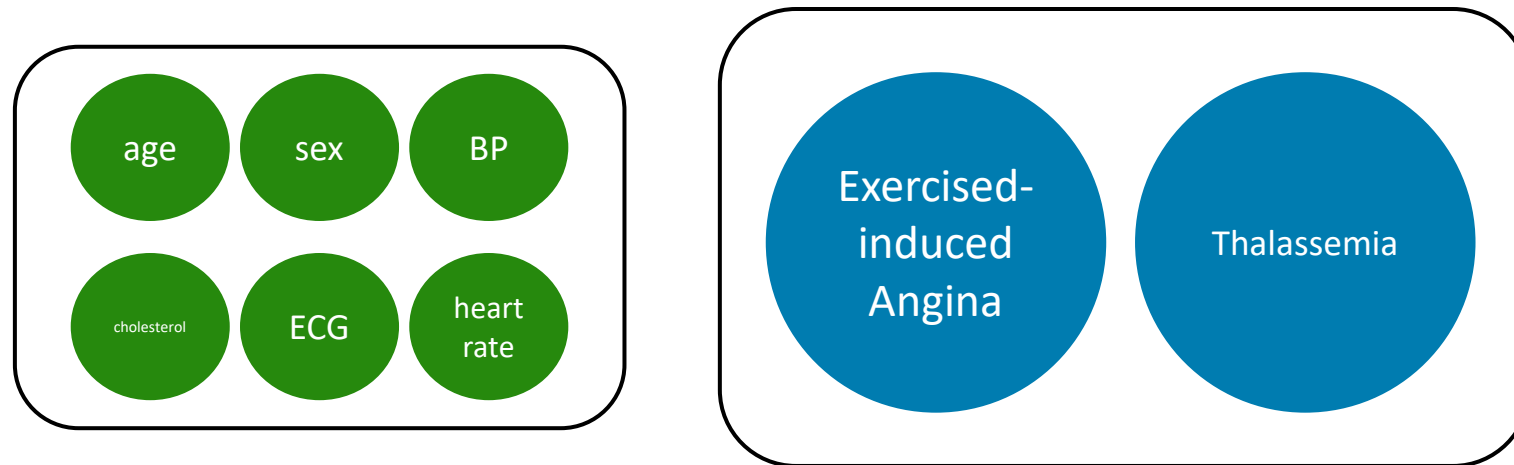 age
sex
BP
cholesterol
ECG
heart
rate
Exercised-
induced
Angina
Thalassemia